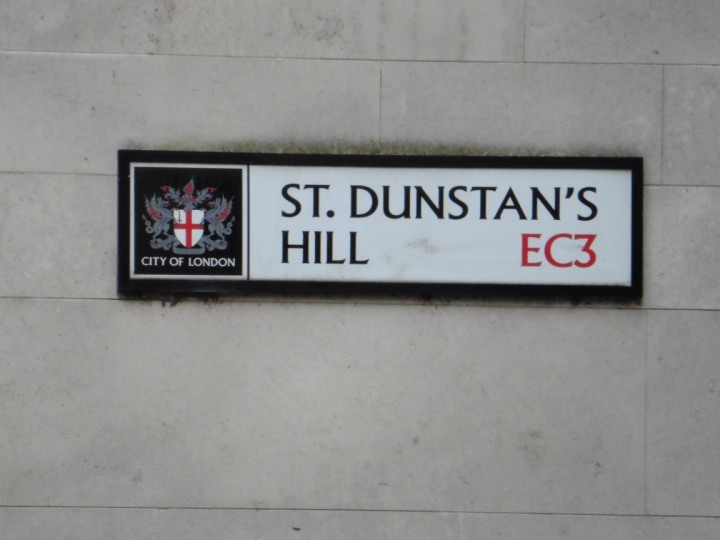 ST. DUNSTAN'S
HILL EC3
CITY OF LONDON